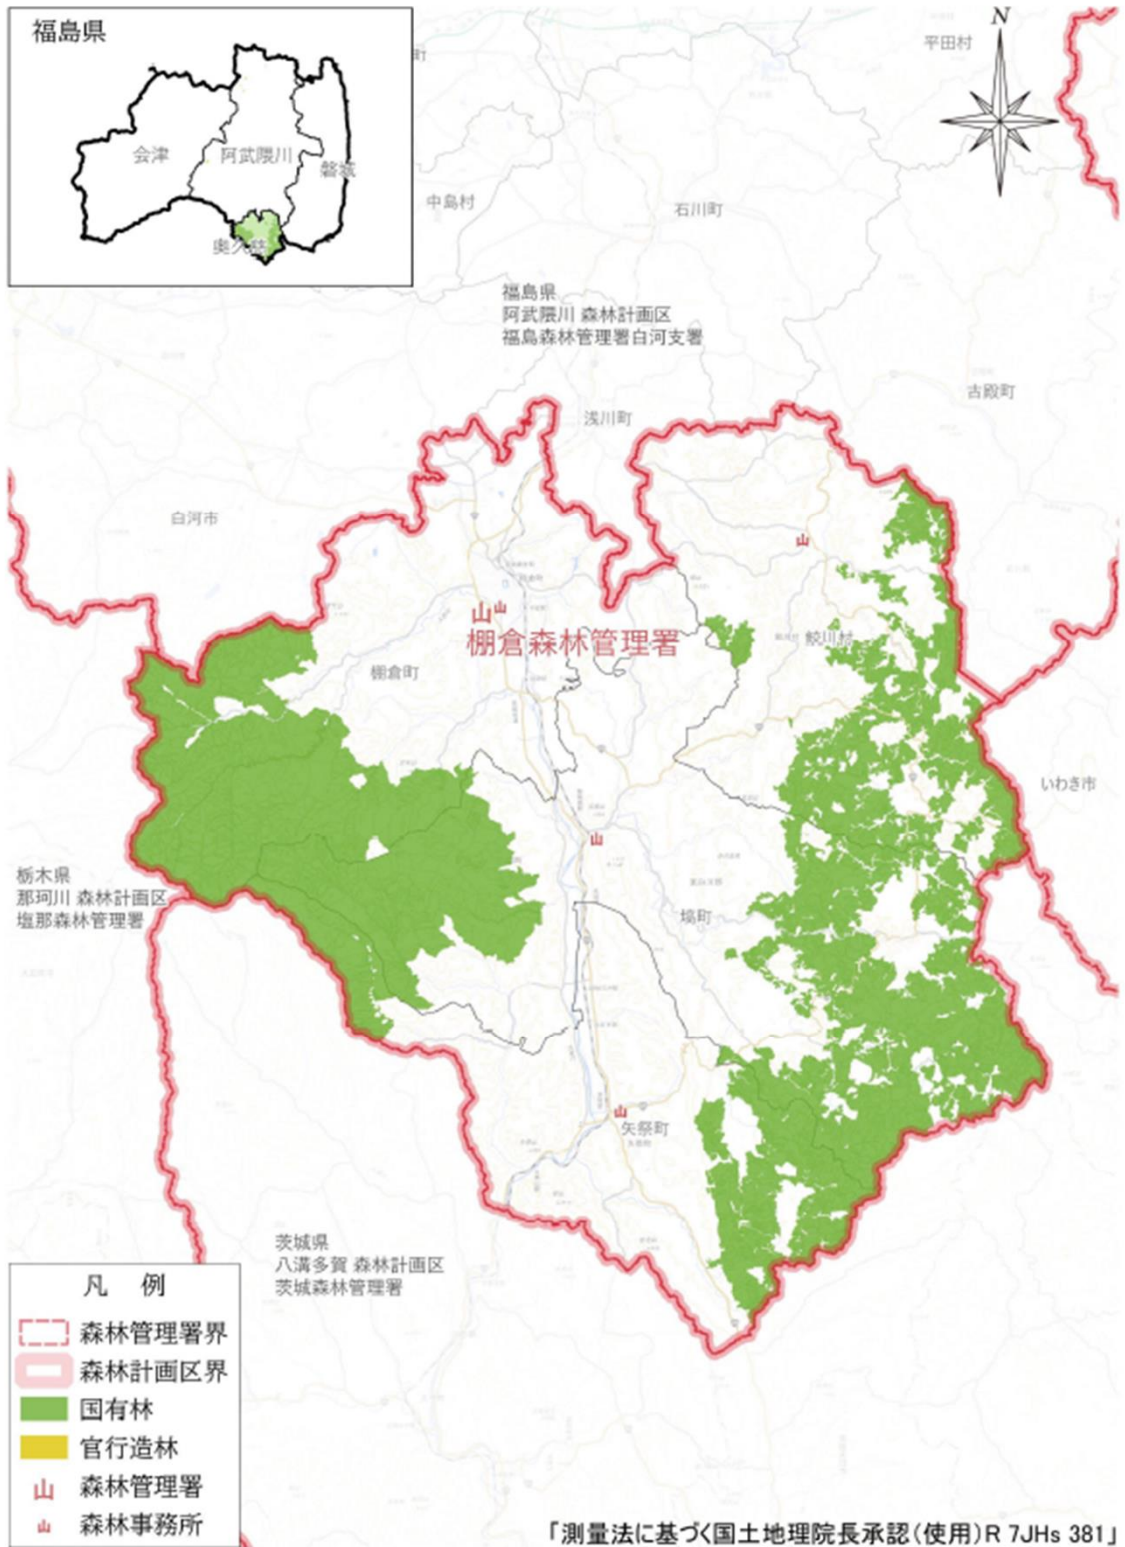 福島県
会津
阿武隈川
磐城
奥久慈
町
N
平田村
中島村
石川町
福島県
阿武隈川 森林計画区
福島森林管理署白河支署
古殿町
浅川町
白河市
棚倉森林管理署
鮫川村
棚倉町
いわき市
栃木県
那珂川 森林計画区
塩那森林管理署
塙町
矢祭町
茨城県
八溝多賀 森林計画区
茨城森林管理署
凡 例
森林管理署界
森林計画区界
国有林
官行造林
森林管理署
森林事務所
「測量法に基づく国土地理院長承認(使用)R 7JHs 381」